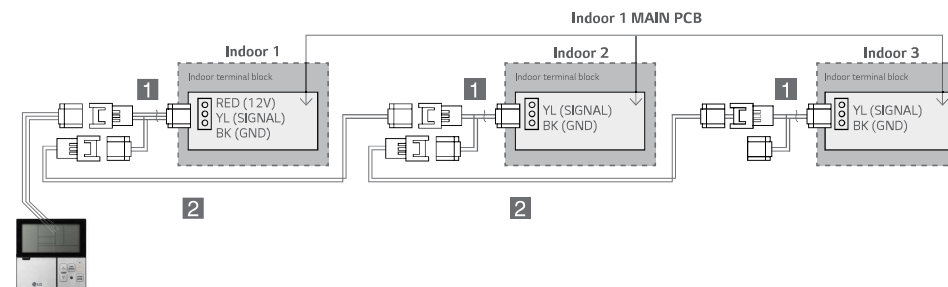 Indoor 1 MAIN PCB
Indoor 1
Indoor 2
Indoor 3
Indoor terminal block
Indoor terminal block
Indoor terminal block
1
1
1
RED (12V)
YL (SIGNAL)
BK (GND)
YL (SIGNAL)
BK (GND)
YL (SIGNAL)
BK (GND)
2
2
LG